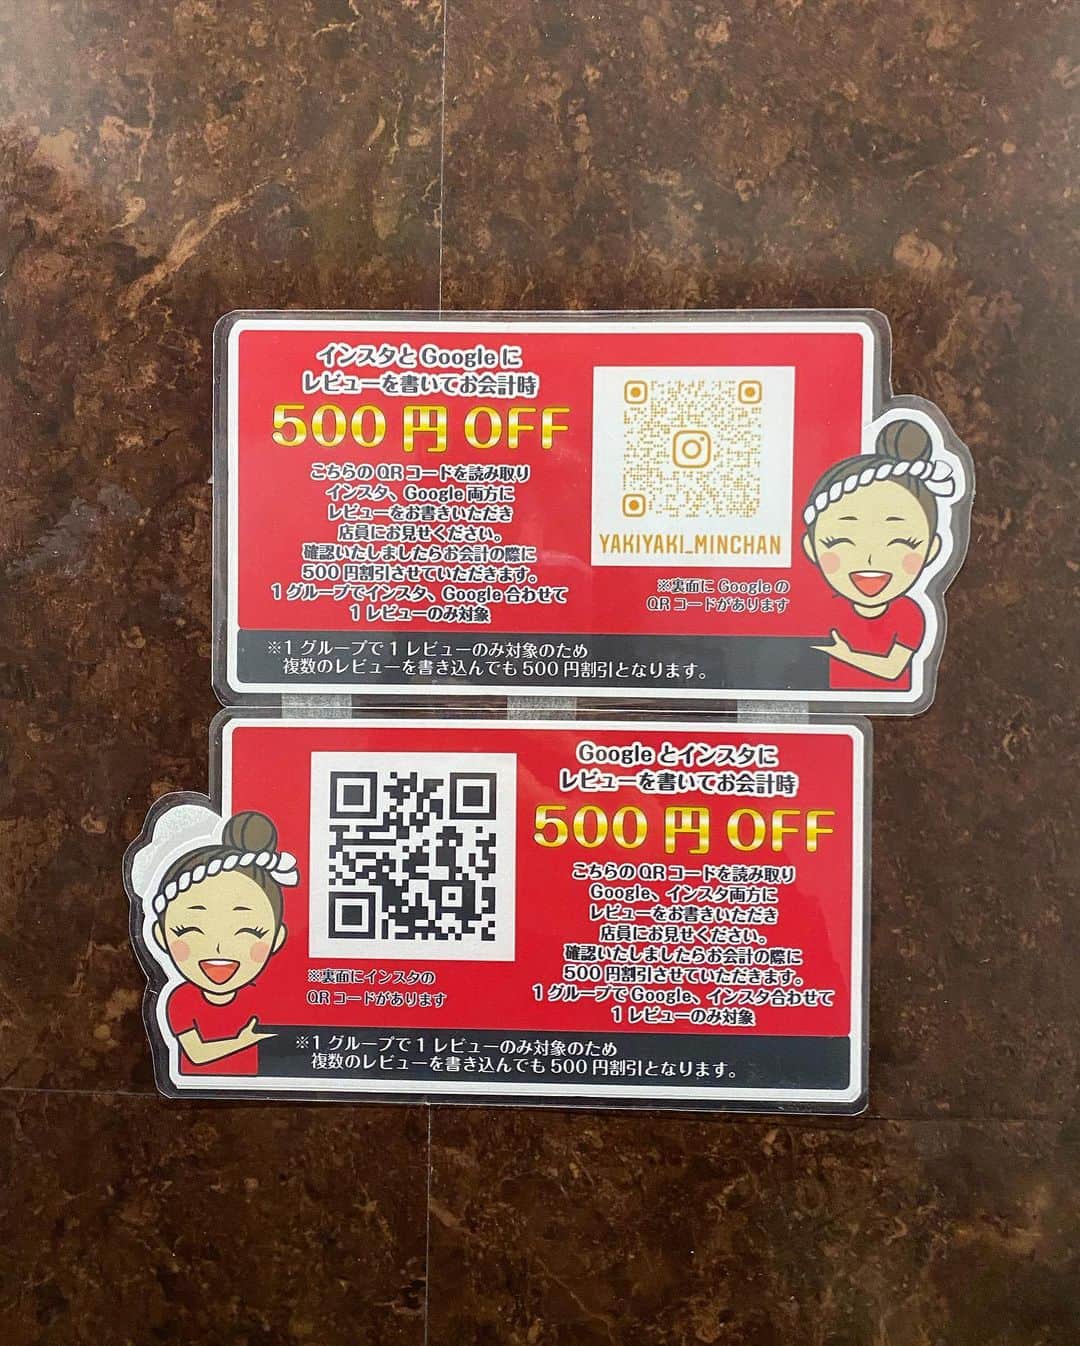 インスタとGoogleに
レビューを書いてお会計時
500円OFF
こちらのQRコードを読み取り
インスタ、Google両方に
レビューをお書きいただき
店員にお見せください。
確認いたしましたらお会計の際に
500円割引させていただきます。
1グループでインスタ、Google合わせて
1レビューのみ対象
YAKIYAKI_MINCHAN
※裏面にGoogleの
QRコードがあります
※1グループで1レビューのみ対象のため
複数のレビューを書き込んでも500円割引となります。
Googleとインスタに
レビューを書いてお会計時
500円OFF
こちらのQRコードを読み取り
Google、インスタ両方に
レビューをお書きいただき
店員にお見せください。
確認いたしましたらお会計の際に
500円割引させていただきます。
1グループでGoogle、インスタ合わせて
1レビューのみ対象
※裏面にインスタの
QRコードがあります
※1グループで1レビューのみ対象のため
複数のレビューを書き込んでも500円割引となります。